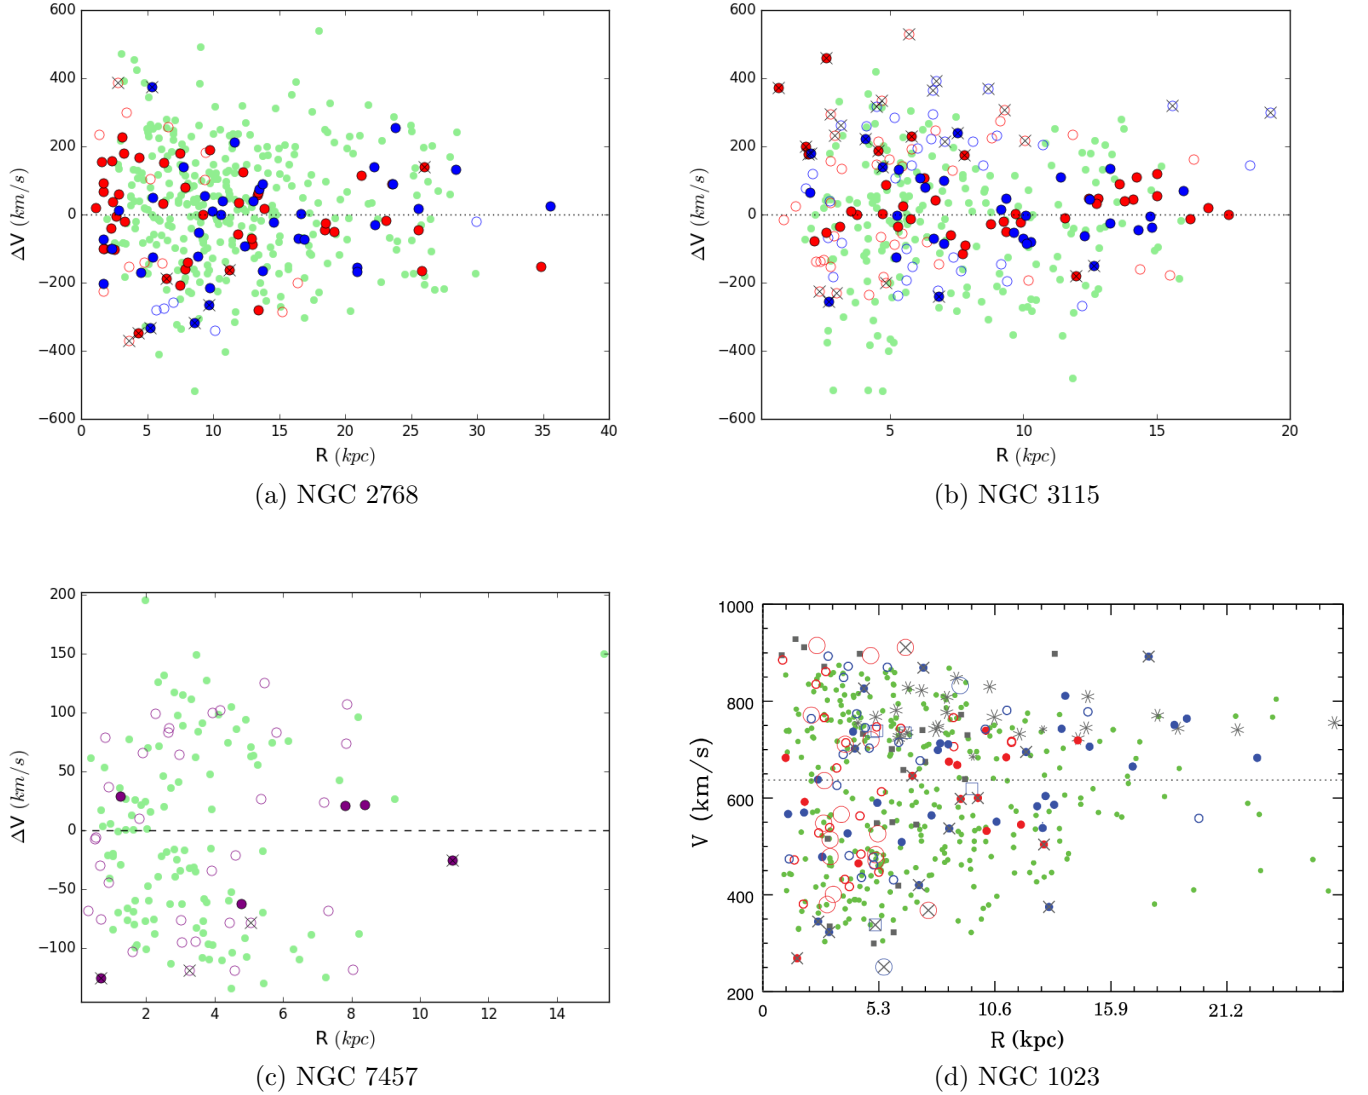 600
400
200
0
−200
−400
−600
ΔV (km/s)
0 5 10 15 20 25 30 35 40
R (kpc)
(a) NGC 2768
600
400
200
0
−200
−400
−600
ΔV (km/s)
5 10 15 20
R (kpc)
(b) NGC 3115
200
150
100
50
0
−50
−100
ΔV (km/s)
2 4 6 8 10 12 14
R (kpc)
(c) NGC 7457
1000
800
600
400
200
V (km/s)
0 5.3 10.6 15.9 21.2
R (kpc)
(d) NGC 1023